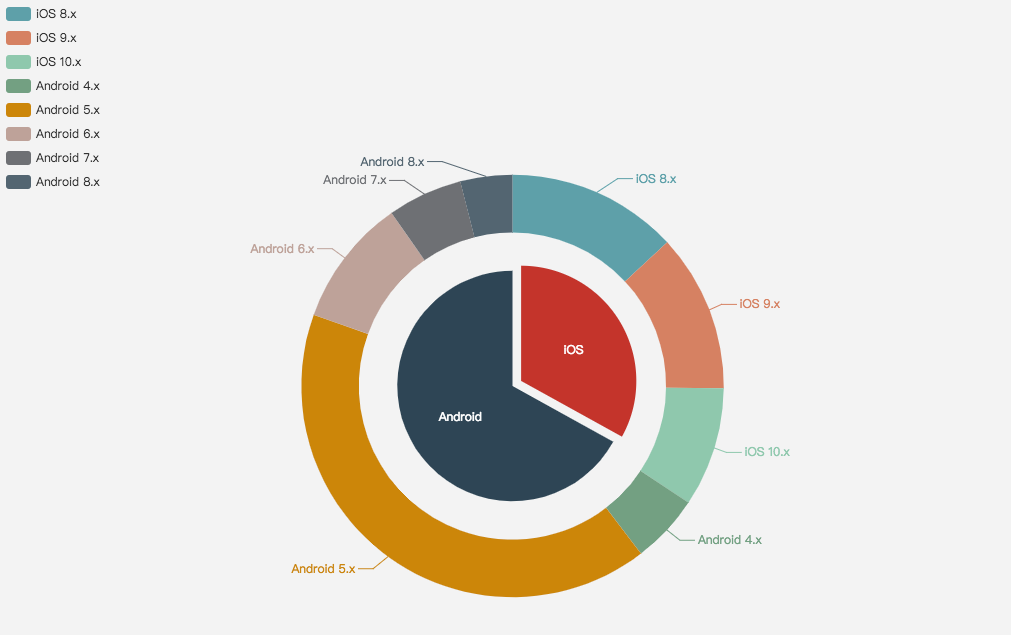 iOS 8.x
iOS 9.x
iOS 10.x
Android 4.x
Android 5.x
Android 6.x
Android 7.x
Android 8.x
Android 8.x
iOS 8.x
Android 7.x
Android 6.x
iOS 9.x
iOS
Android
iOS 10.x
Android 4.x
Android 5.x